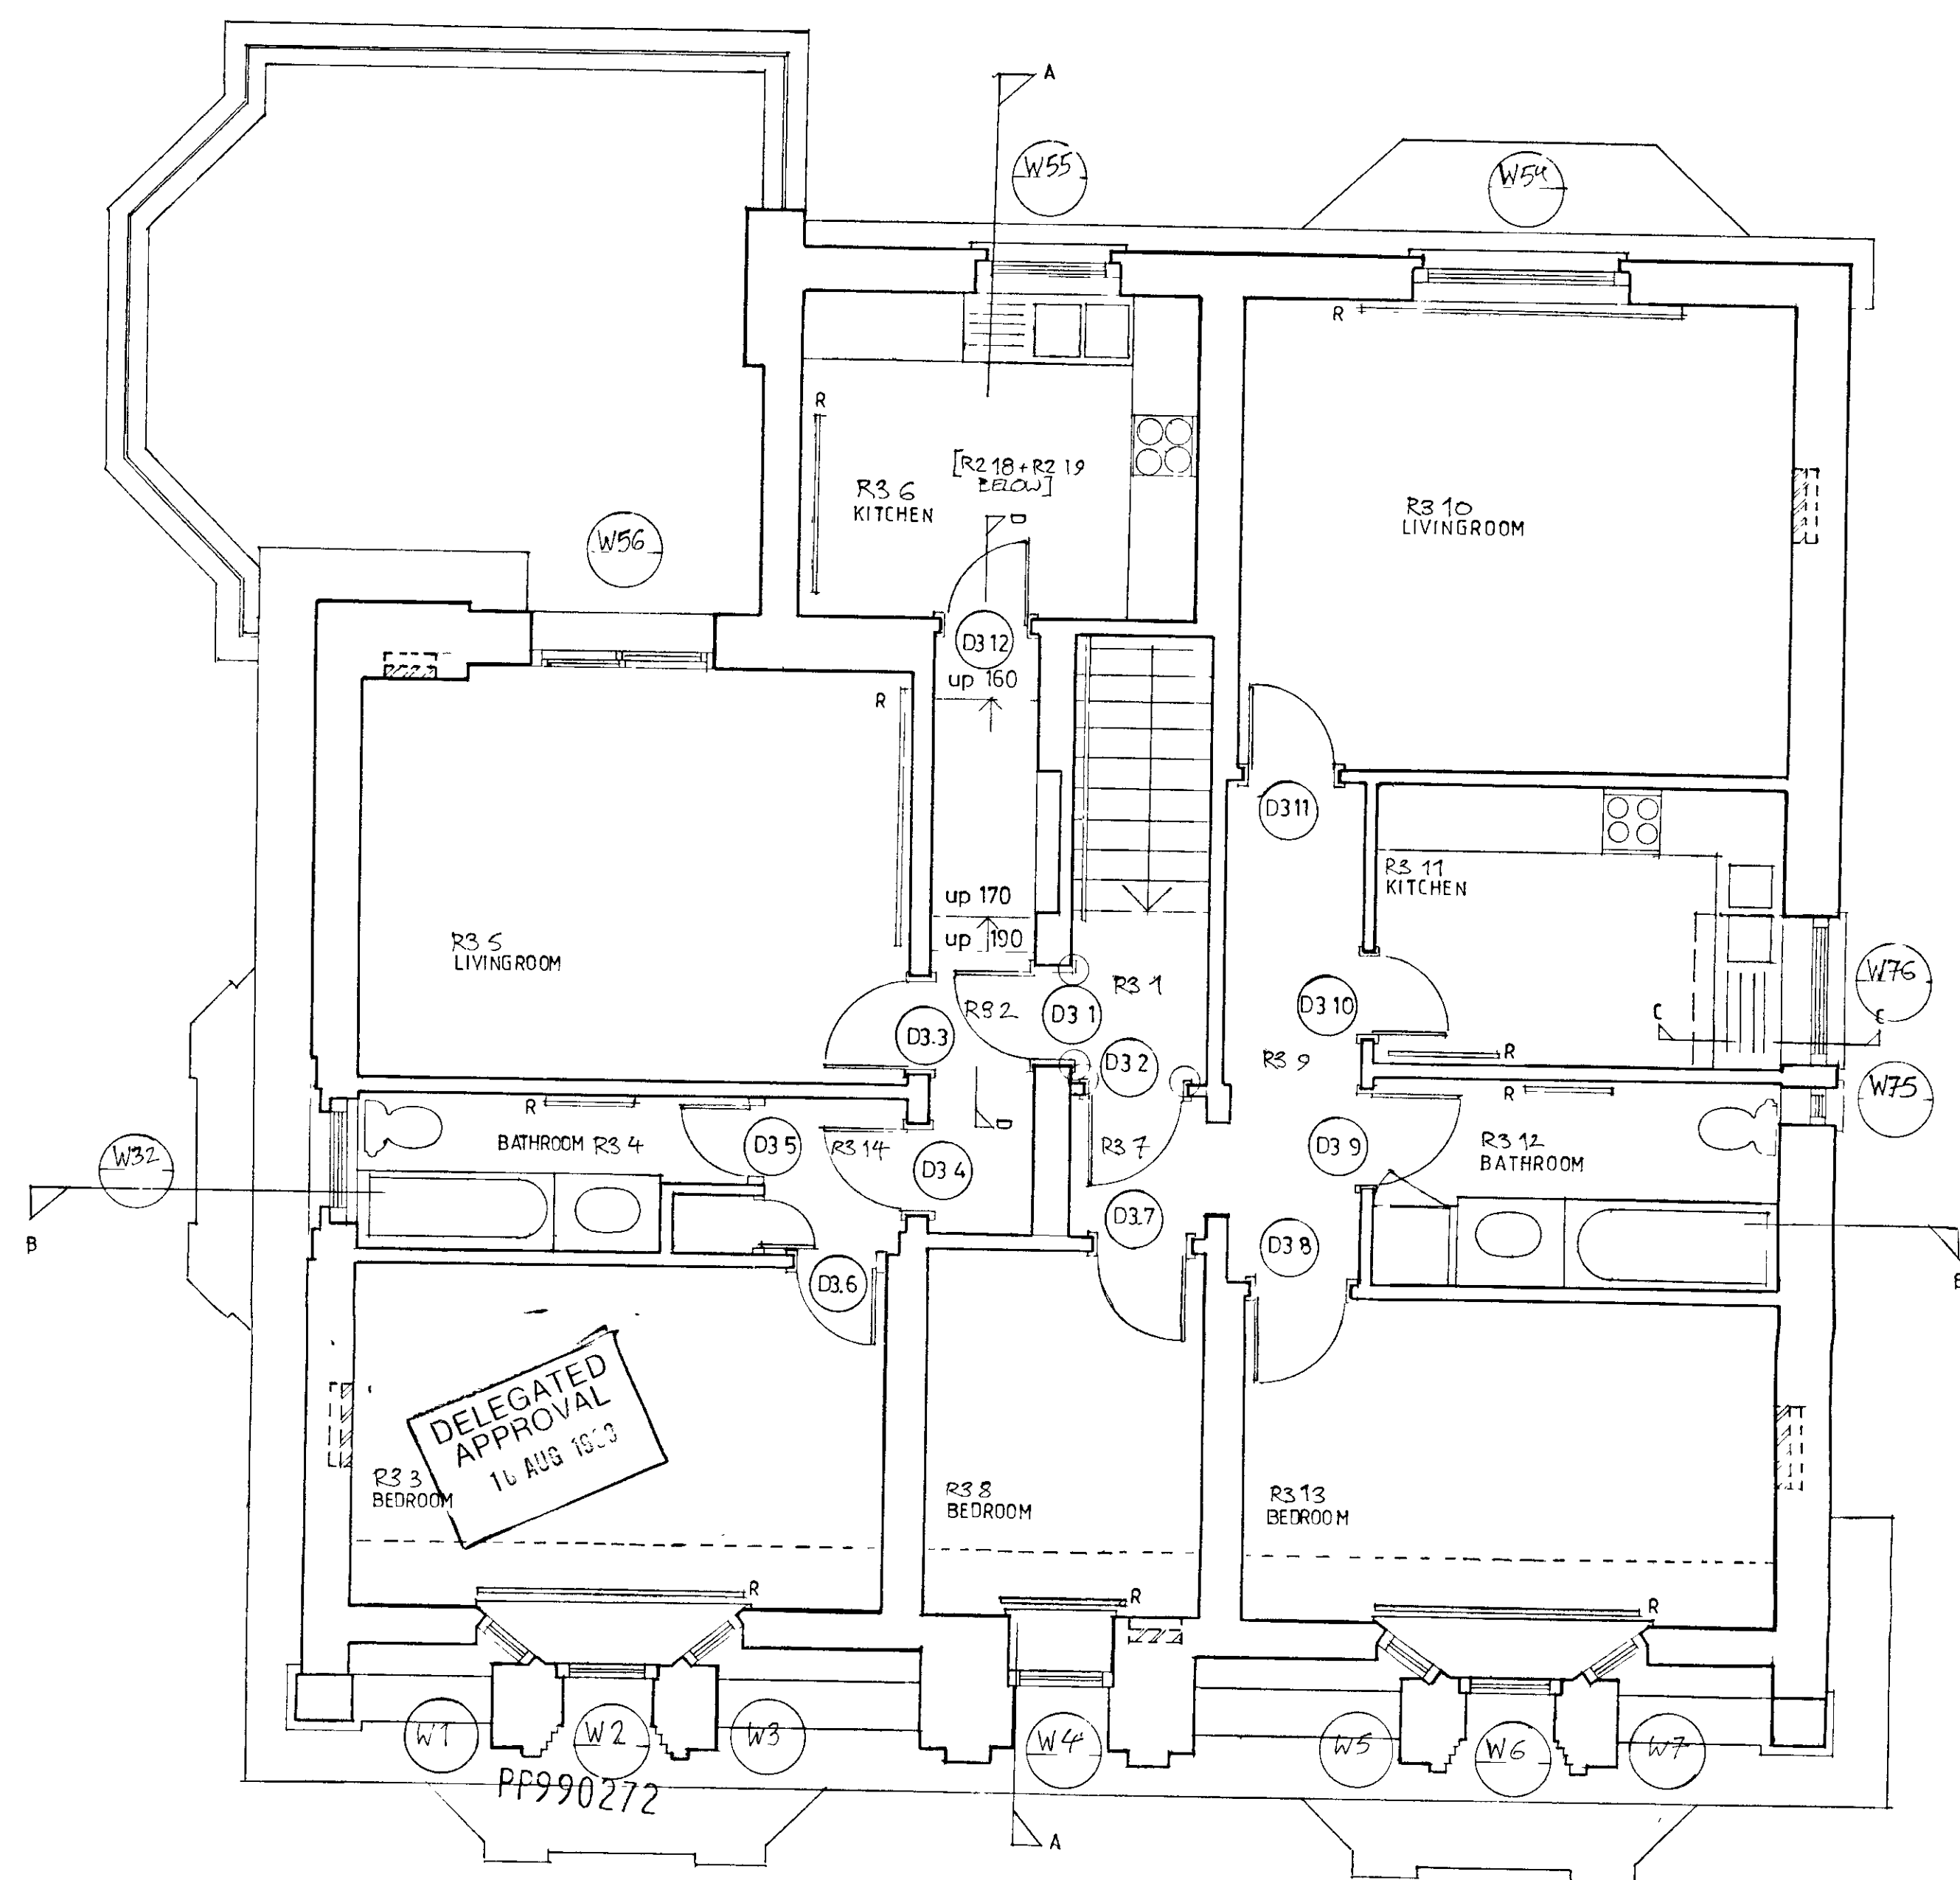 A
W55
W54
R
R
[R218+R219
BELOW]
R3 6
KITCHEN
R3 10
LIVINGROOM
D
W56
D3 12
up 160
R
D3 11
R3 11
KITCHEN
up 170
up 190
R3 5
LIVINGROOM
R3 1
W76
D3 10
R3 2
D3 1
C
D3.3
R
R3 9
D3 2
W75
R
R
D
BATHROOM R3 4
D3 5
R3 14
R3 7
D3 9
R3 12
BATHROOM
W32
D3 4
D3.7
B
D3 8
D3.6
DELEGATED
APPROVAL
AUG
R3 3
BEDROOM
R3 8
BEDROOM
R3 13
BEDROOM
R
R
R
W1
W2
W3
W4
W5
W6
W7
PP990272
A